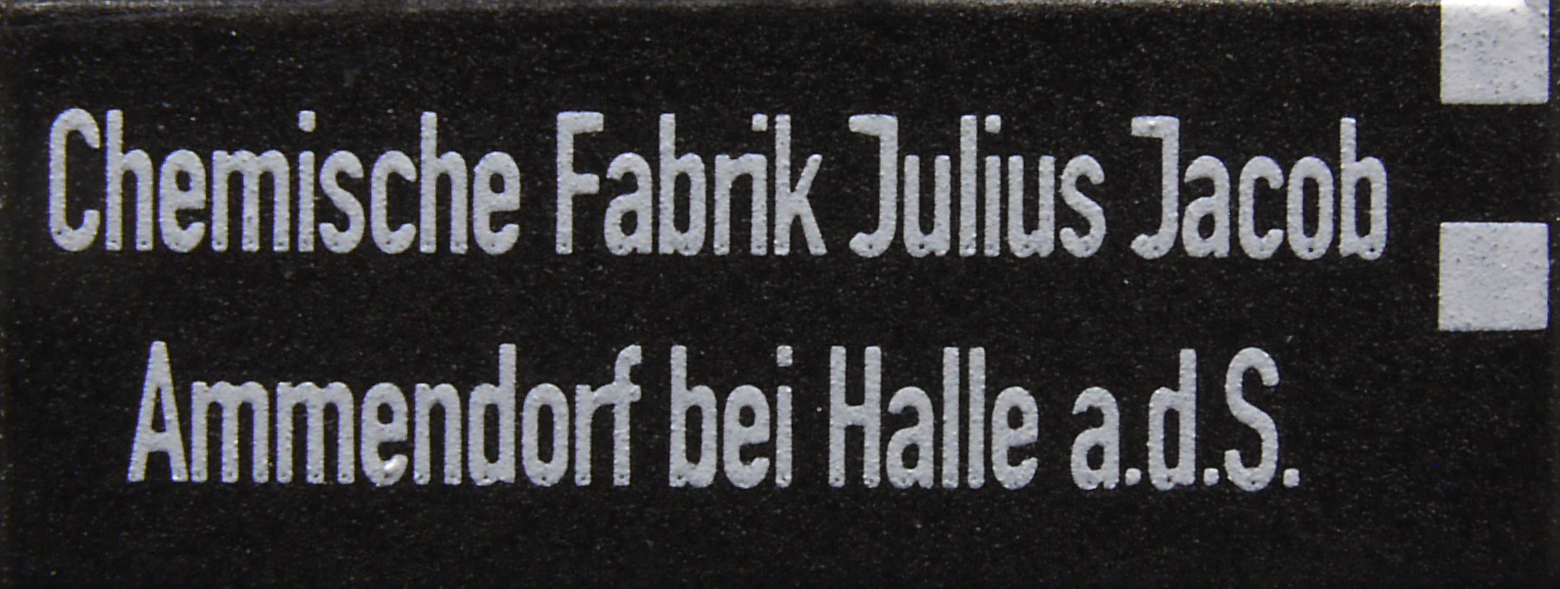 Chemische Fabrik Julius Jacob
Ammendorf bei Halle a.d.S.